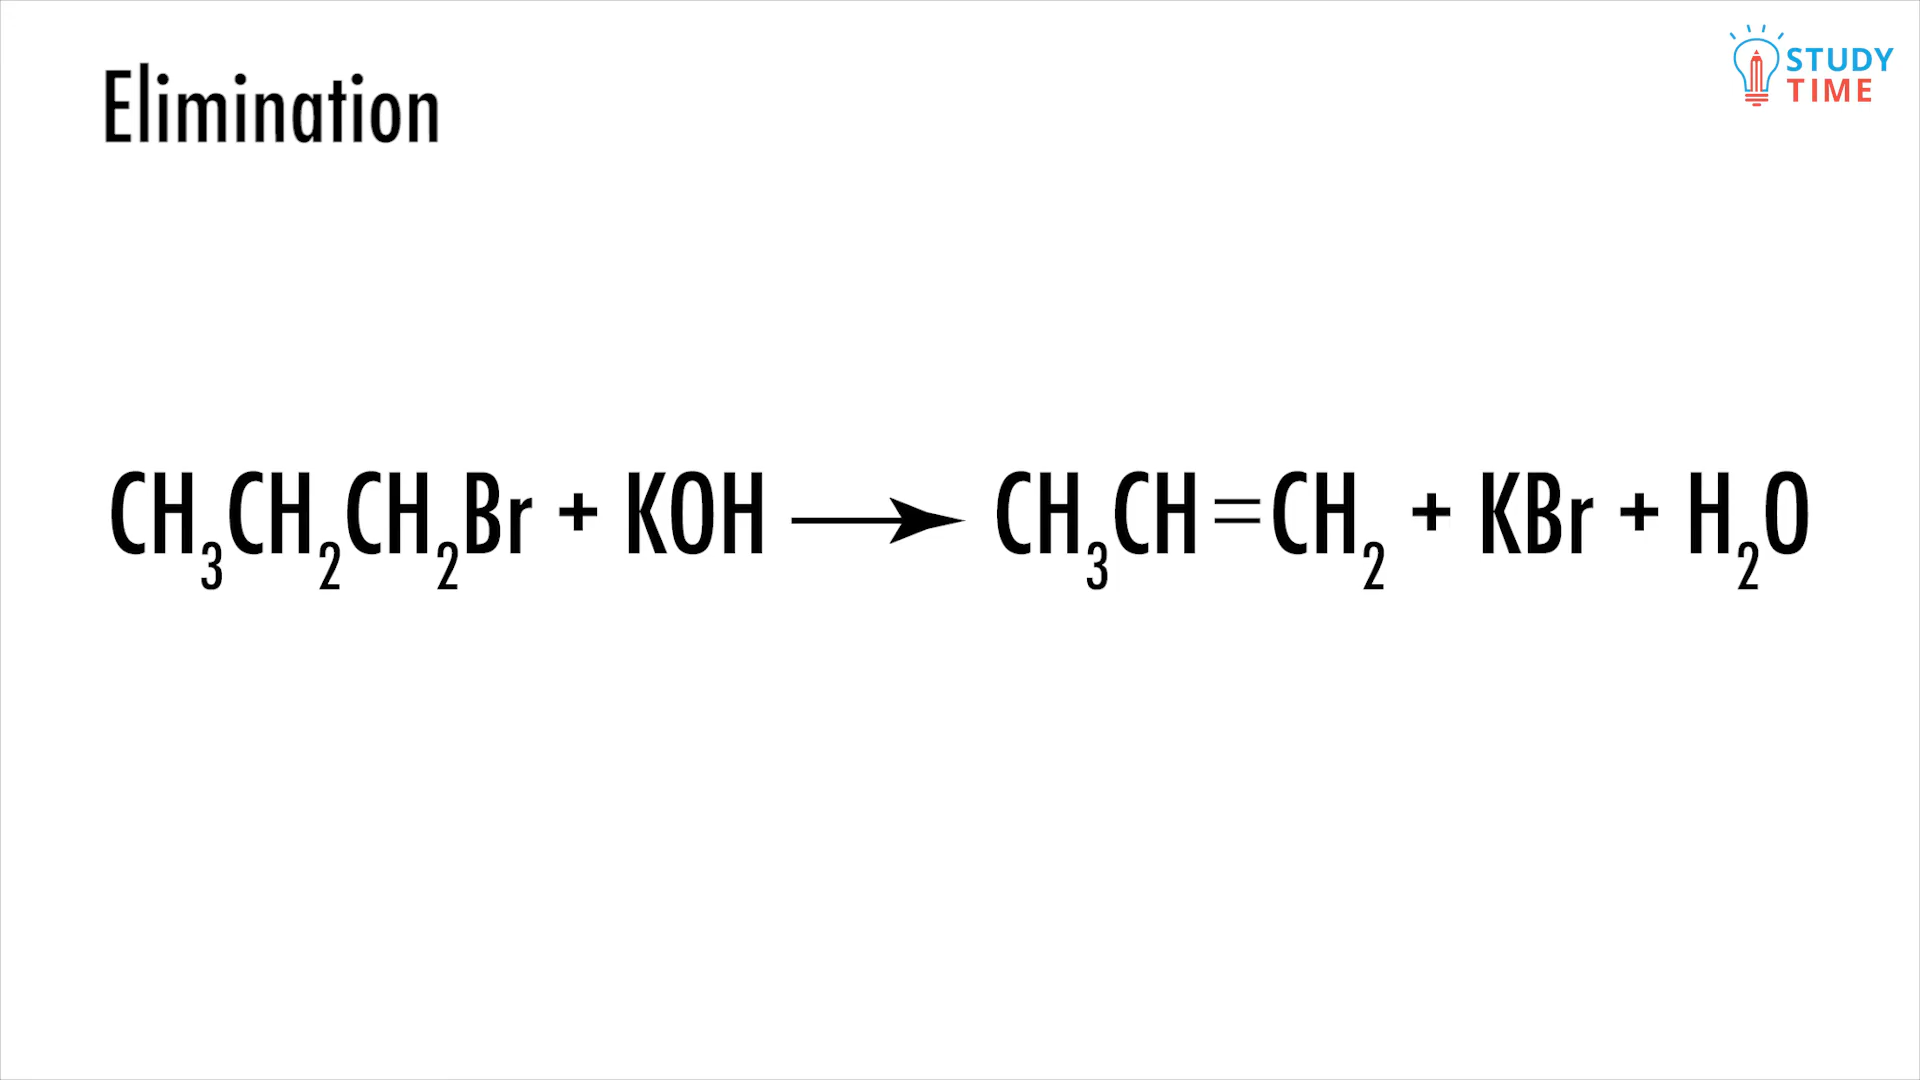 Elimination
STUDY
TIME
CH₃CH₂CH₂Br + KOH ⟶ CH₃CH=CH₂ + KBr + H₂O